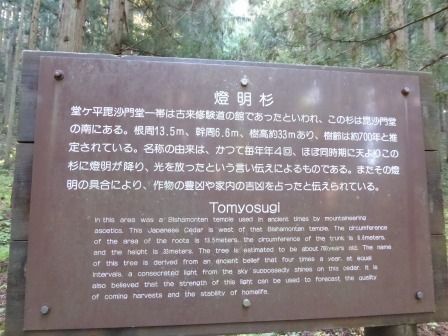 燈明杉
堂ヶ平毘沙門堂一帯は古来修験道の館であったといわれ、この杉は毘沙門堂
の南にある。根周13.5m、幹周6.6m、樹高約33mあり、樹齢は約700年と推
定されている。名称の由来は、かつて毎年年4回、ほぼ同時期に天よりこの
杉に燈明が降り、光を放ったという言い伝えによるものである。またその燈
明の具合により、作物の豊凶や家内の吉凶を占ったと伝えられている。
Tomyosugi
In this area was a Bishamonten temple used in ancient times by mountaineering
ascetics. This Japanese Cedar is west of that Bishamonten temple. The circumference
of the area of the roots is 13.5meters, the circumference of the trunk is 6.6meters,
and the height is 33meters. The tree is estimated to be about 700years old. The name
of this tree is derived from an ancient belief that four times a year, at equal
intervals, a consecrated light from the sky suppossedly shines on this cedar. It is
also believed that the strength of this light can be used to forecast the quality
of coming harvests and the stability of homelife.